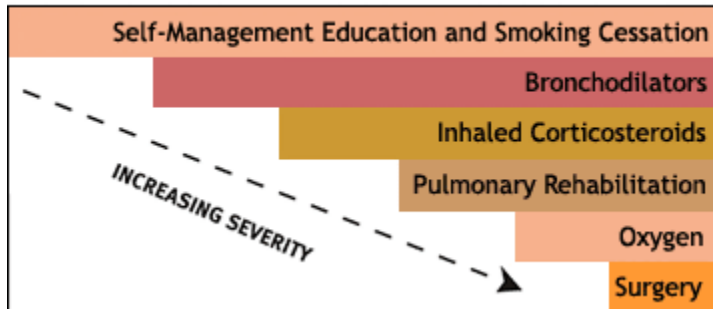 Self-Management Education and Smoking Cessation
Bronchodilators
Inhaled Corticosteroids
Pulmonary Rehabilitation
INCREASING SEVERITY
Oxygen
Surgery